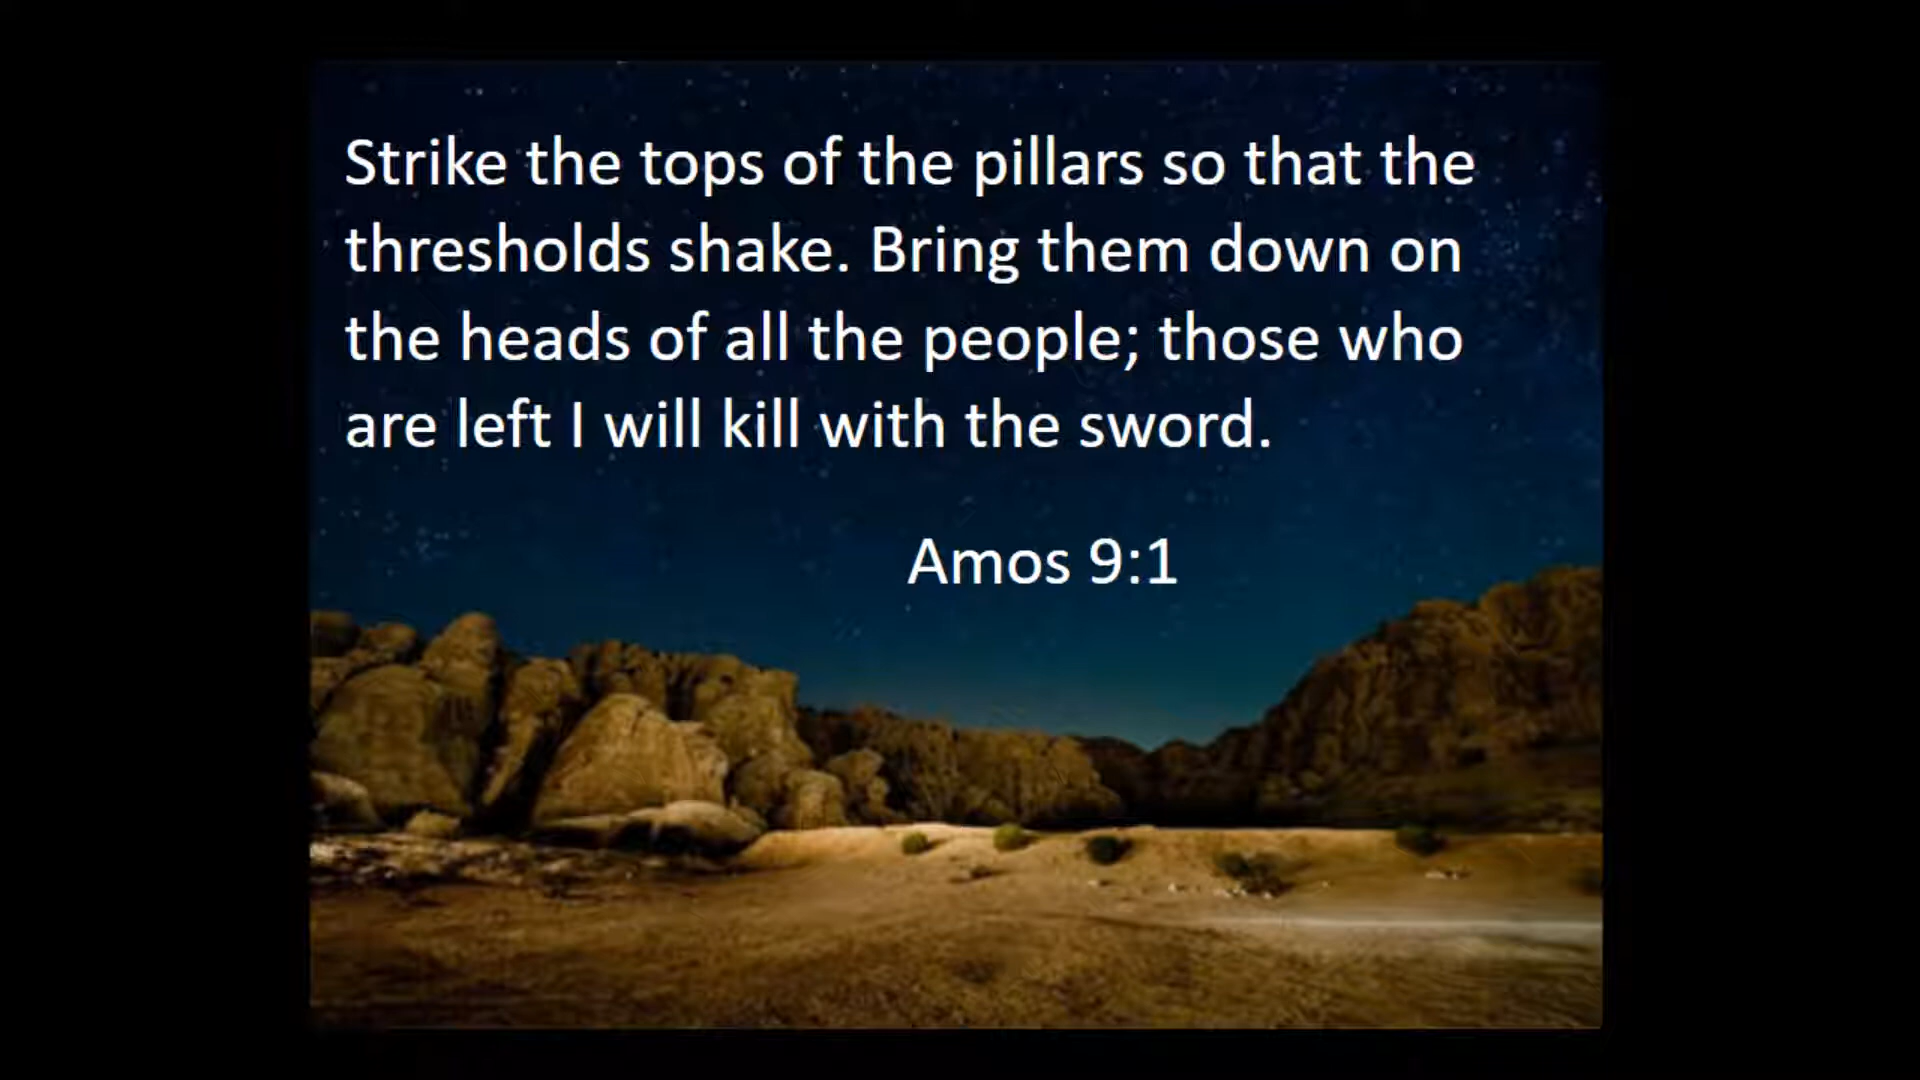 Strike the tops of the pillars so that the
thresholds shake. Bring them down on
the heads of all the people; those who
are left I will kill with the sword.
Amos 9:1